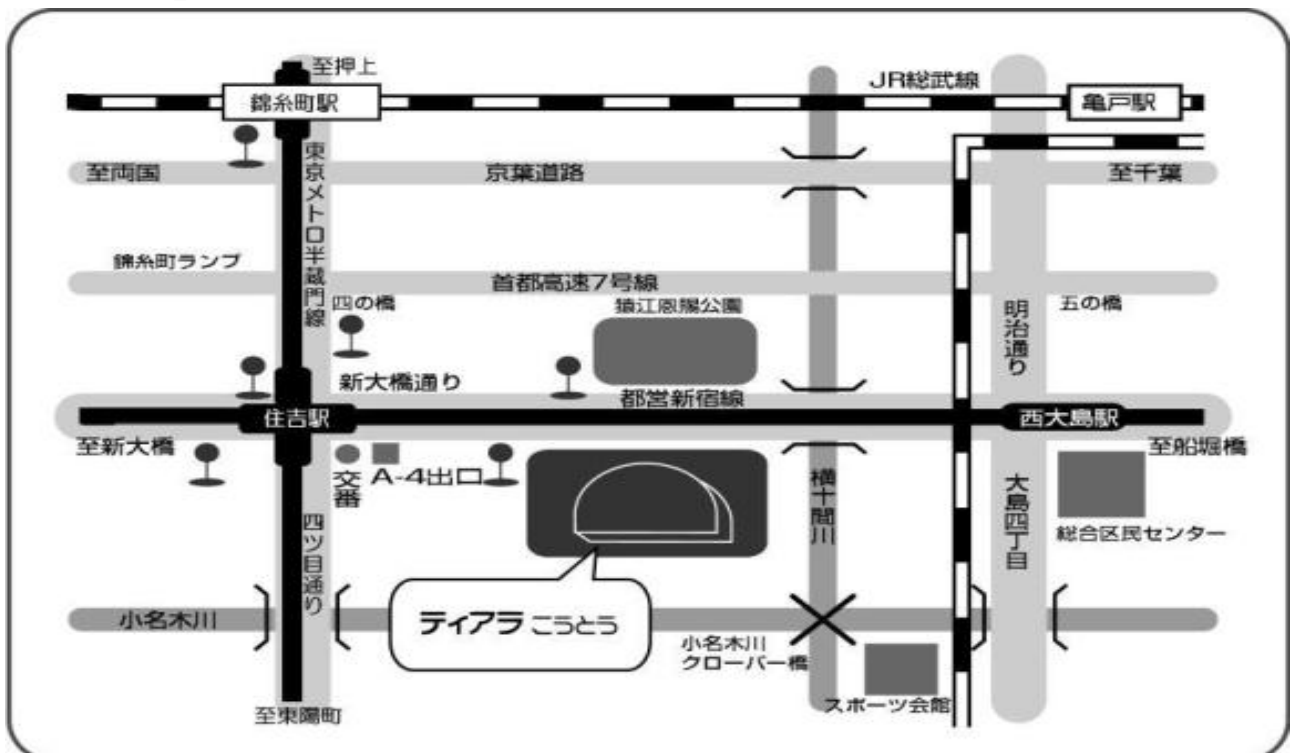 至押上
JR総武線
錦糸町駅
亀戸駅
東京メトロ半蔵門線
至両国
京葉道路
至千葉
錦糸町ランプ
首都高速7号線
四の橋
猿江恩賜公園
明治通り
五の橋
新大橋通り
都営新宿線
住吉駅
西大島駅
至新大橋
至船堀橋
交番
A-4出口
横十間川
大島四丁目
総合区民センター
四ツ目通り
小名木川
ティアラ こうとう
小名木川
クローバー橋
スポーツ会館
至東陽町